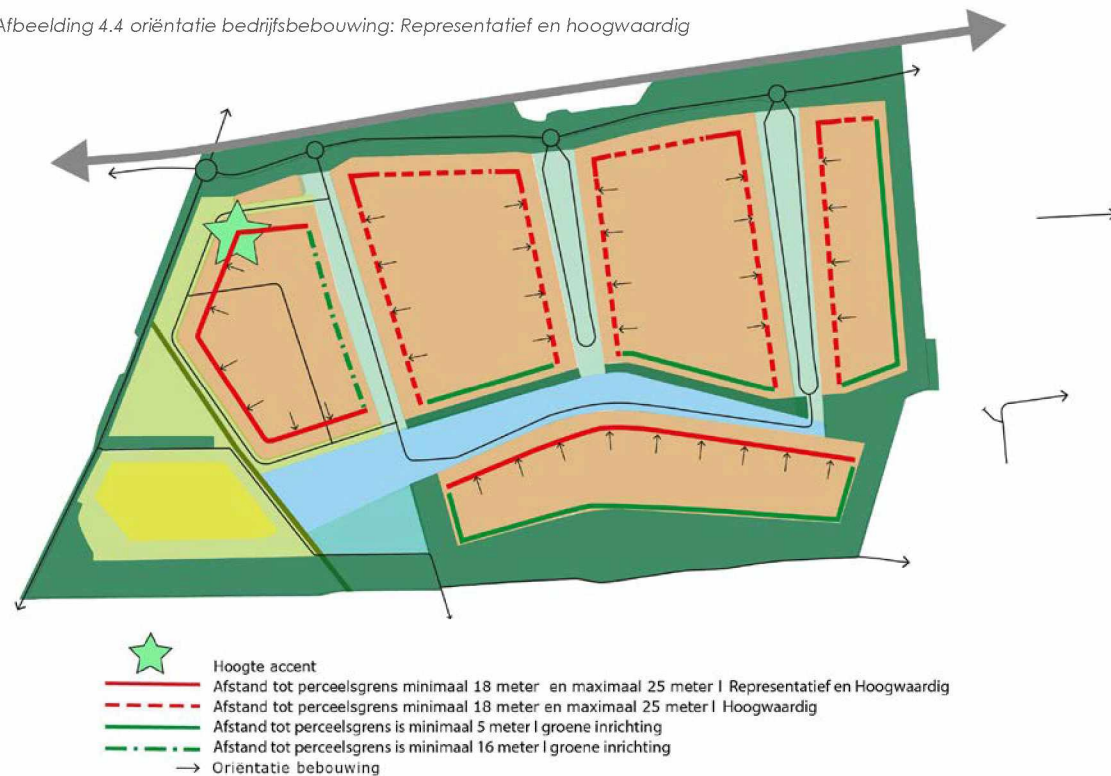 Afbeelding 4.4 oriëntatie bedrijfsbebouwing: Representatief en hoogwaardig
Hoogte accent
Afstand tot perceelsgrens minimaal 18 meter en maximaal 25 meter I Representatief en Hoogwaardig
Afstand tot perceelsgrens minimaal 18 meter en maximaal 25 meter I Hoogwaardig
Afstand tot perceelsgrens is minimaal 5 meter I groene inrichting
Afstand tot perceelsgrens is minimaal 16 meter I groene inrichting
Oriëntatie bebouwing